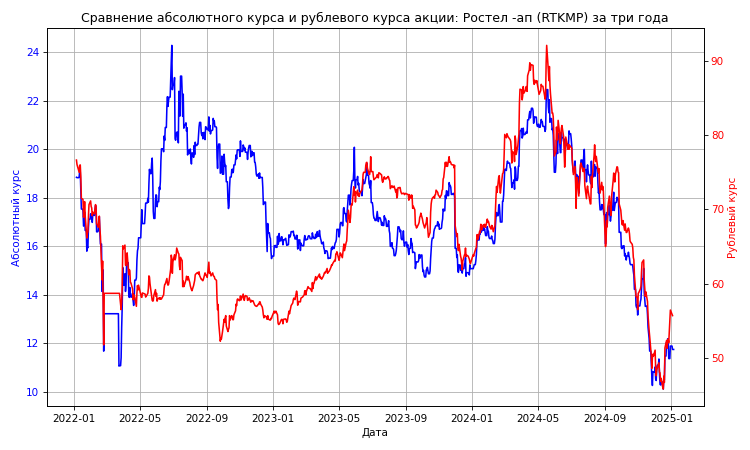 Сравнение абсолютного курса и рублевого курса акции: Ростел -ап (RTKMP) за три года
24
22
20
18
16
14
12
10
Абсолютный курс
90
80
70
60
50
Рублевый курс
2022-01 2022-05 2022-09 2023-01 2023-05 2023-09 2024-01 2024-05 2024-09 2025-01
Дата